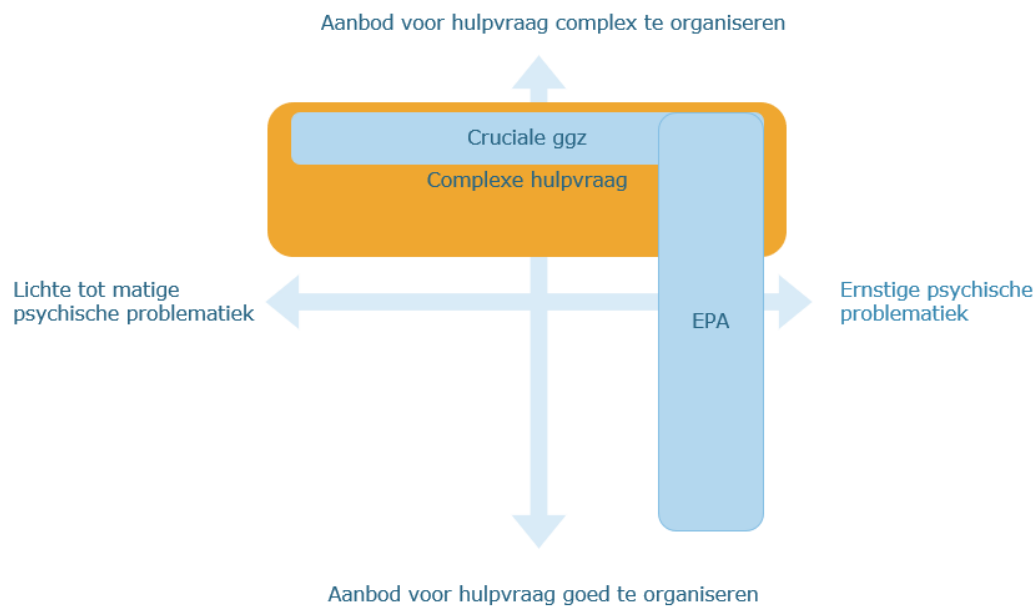 Aanbod voor hulpvraag complex te organiseren
Cruciale ggz
Complexe hulpvraag
Lichte tot matige
psychische problematiek
Ernstige psychische
problematiek
EPA
Aanbod voor hulpvraag goed te organiseren